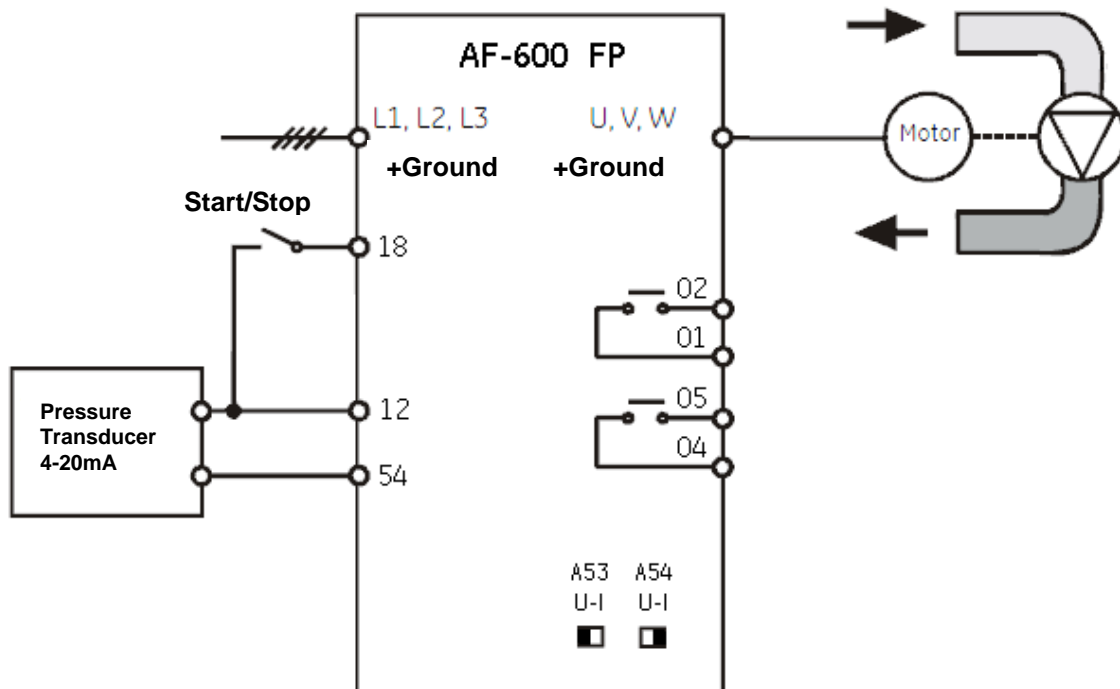 AF-600 FP
L1, L2, L3
U, V, W
+Ground
+Ground
Motor
Start/Stop
18
02
01
Pressure
Transducer
4-20mA
12
05
04
54
A53
A54
U-I
U-I